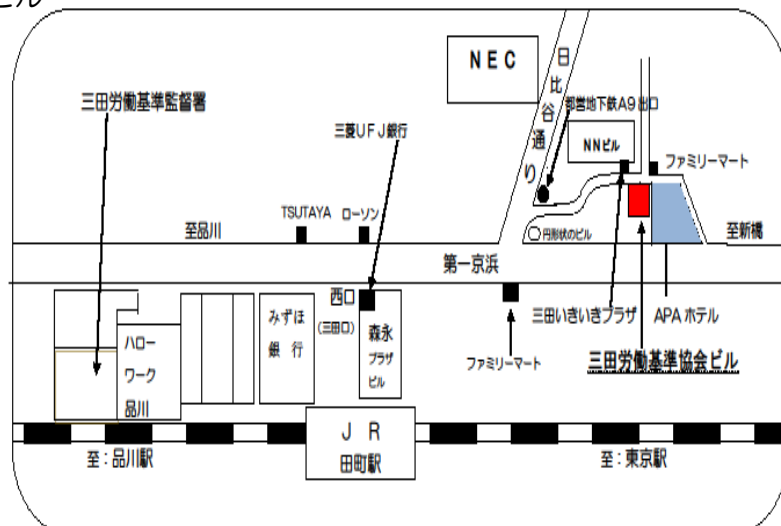 ビル
NEC
日比谷通り
三田労働基準監督署
都営地下鉄A9出口
三菱UFJ銀行
NNビル
ファミリーマート
TSUTAYA ローソン
至品川
円形状のビル
至新橋
第一京浜
西口
(三田口)
みずほ
銀 行
森永
プラザ
ビル
三田いきいきプラザ APAホテル
ハロー
ワーク
品川
ファミリーマート
三田労働基準協会ビル
JR
田町駅
至:品川駅
至:東京駅